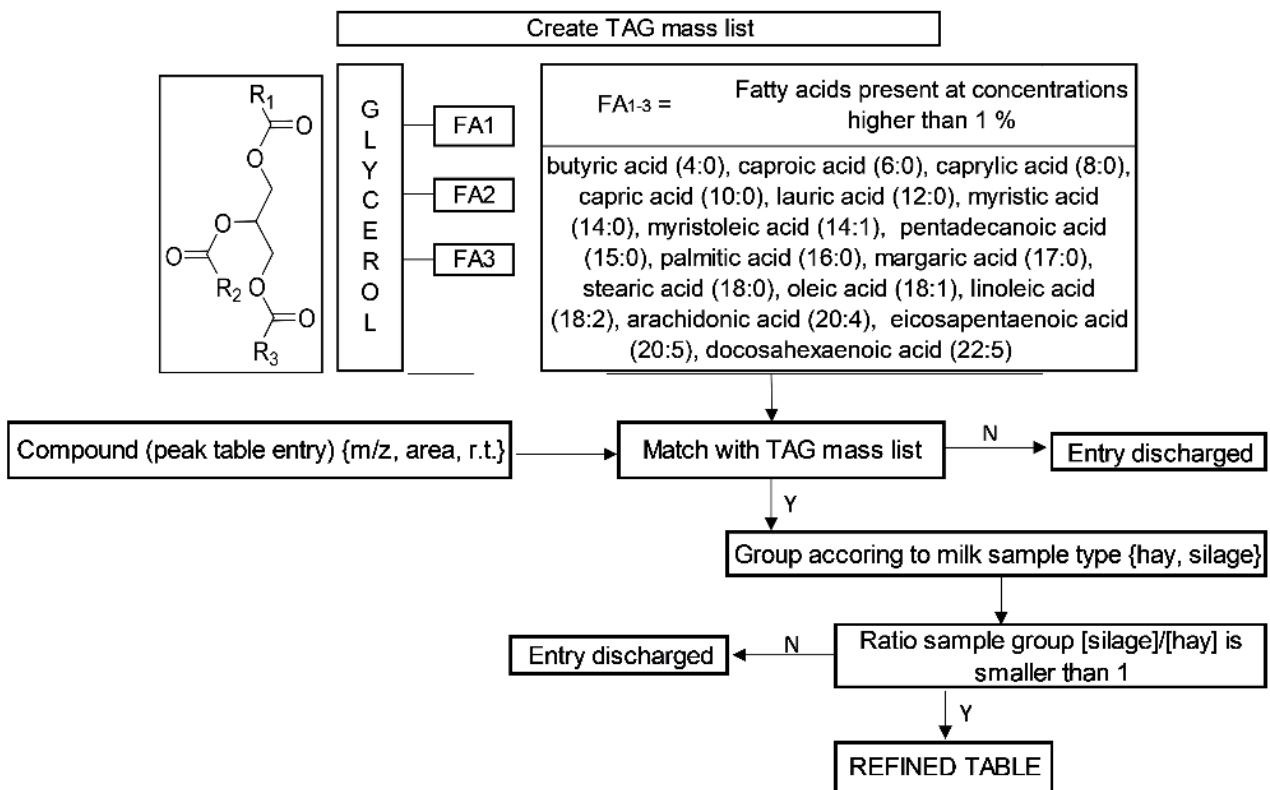 Create TAG mass list
R1
O
O
O
O
R2
O
O
R3
G
L
Y
C
E
R
O
L
FA1
FA2
FA3
FA1-3 =
Fatty acids present at concentrations
higher than 1 %
butyric acid (4:0), caproic acid (6:0), caprylic acid (8:0),
capric acid (10:0), lauric acid (12:0), myristic acid
(14:0), myristoleic acid (14:1), pentadecanoic acid
(15:0), palmitic acid (16:0), margaric acid (17:0),
stearic acid (18:0), oleic acid (18:1), linoleic acid
(18:2), arachidonic acid (20:4), eicosapentaenoic acid
(20:5), docosahexaenoic acid (22:5)
Compound (peak table entry) {m/z, area, r.t.}
Match with TAG mass list
N
Entry discharged
Y
Group accoring to milk sample type {hay, silage}
Ratio sample group [silage]/[hay] is
smaller than 1
N
Entry discharged
Y
REFINED TABLE